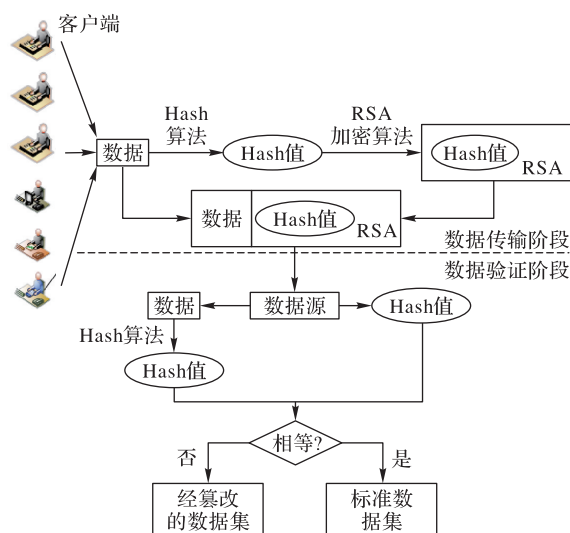 客户端
Hash
算法
RSA
加密算法
数据
Hash值
Hash值
RSA
数据
Hash值
RSA
数据传输阶段
数据验证阶段
数据
数据源
Hash值
Hash算法
Hash值
相等?
否
是
经篡改
的数据集
标准数
据集